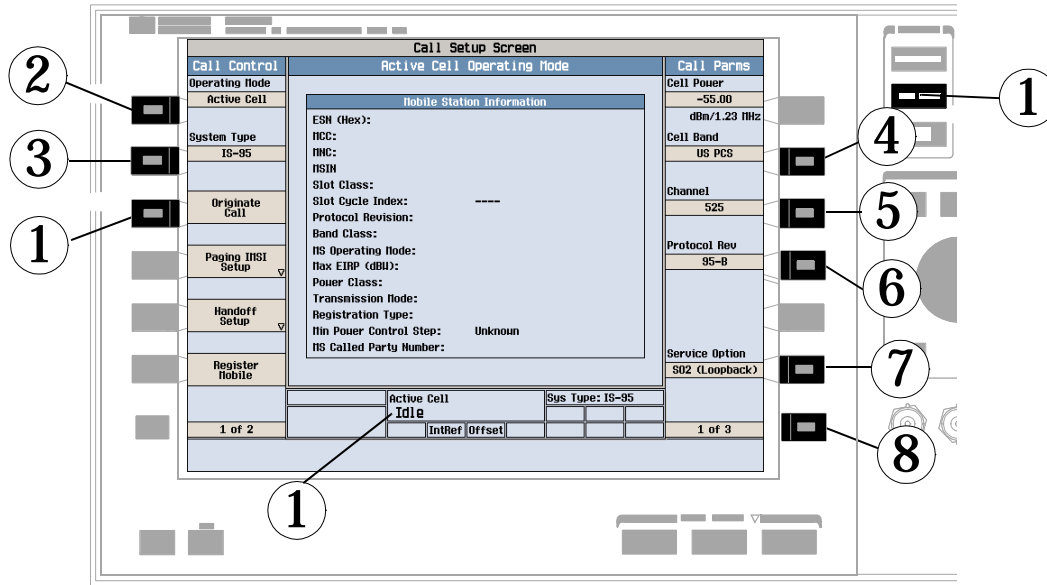 Call Setup Screen
Call Control
Active Cell Operating Mode
Call Parms
Operating Mode
Active Cell
System Type
IS-95
Originate
Call
Paging IMSI
Setup
Handoff
Setup
Register
Mobile
1 of 2
Mobile Station Information
ESN (Hex):
MCC:
MNC:
MSIN
Slot Class:
Slot Cycle Index: ----
Protocol Revision:
Band Class:
MS Operating Mode:
Max EIRP (dBW):
Power Class:
Transmission Mode:
Registration Type:
Min Power Control Step: Unknown
MS Called Party Number:
Active Cell
Idle
Sys Type: IS-95
IntRef Offset
Cell Power
-55.00
dBm/1.23 MHz
Cell Band
US PCS
Channel
525
Protocol Rev
95-B
Service Option
SO2 (Loopback)
1 of 3
2
3
1
1
1
4
5
6
7
8